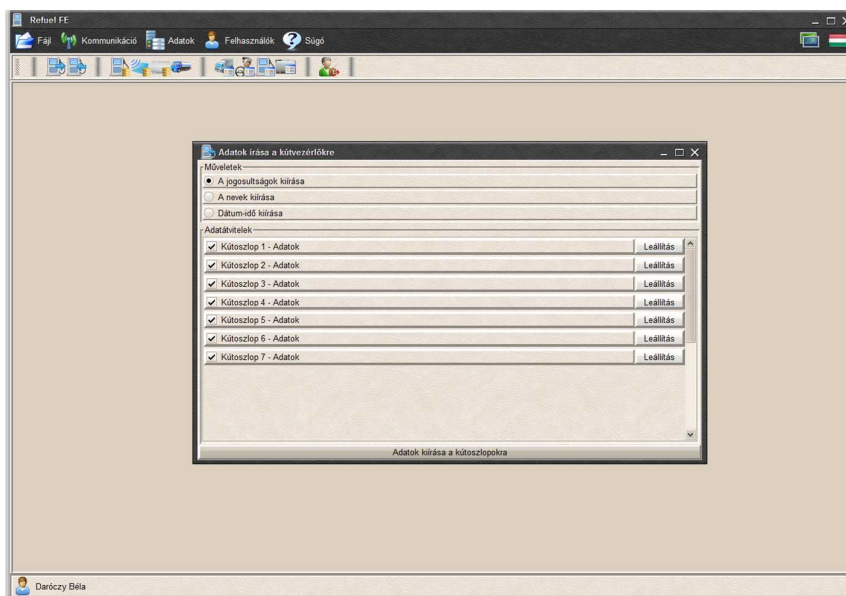 Refuel FE
Fájl Kommunikáció Adatok Felhasználók Súgó
Adatok írása a kútvezérlőkre
Műveletek
A jogosultságok kiírása
A nevek kiírása
Dátum-idő kiírása
Adatátvitelek
Kútoszlop 1 - Adatok Leállítás
Kútoszlop 2 - Adatok Leállítás
Kútoszlop 3 - Adatok Leállítás
Kútoszlop 4 - Adatok Leállítás
Kútoszlop 5 - Adatok Leállítás
Kútoszlop 6 - Adatok Leállítás
Kútoszlop 7 - Adatok Leállítás
Adatok kiírása a kútoszlopokra
Daróczy Béla